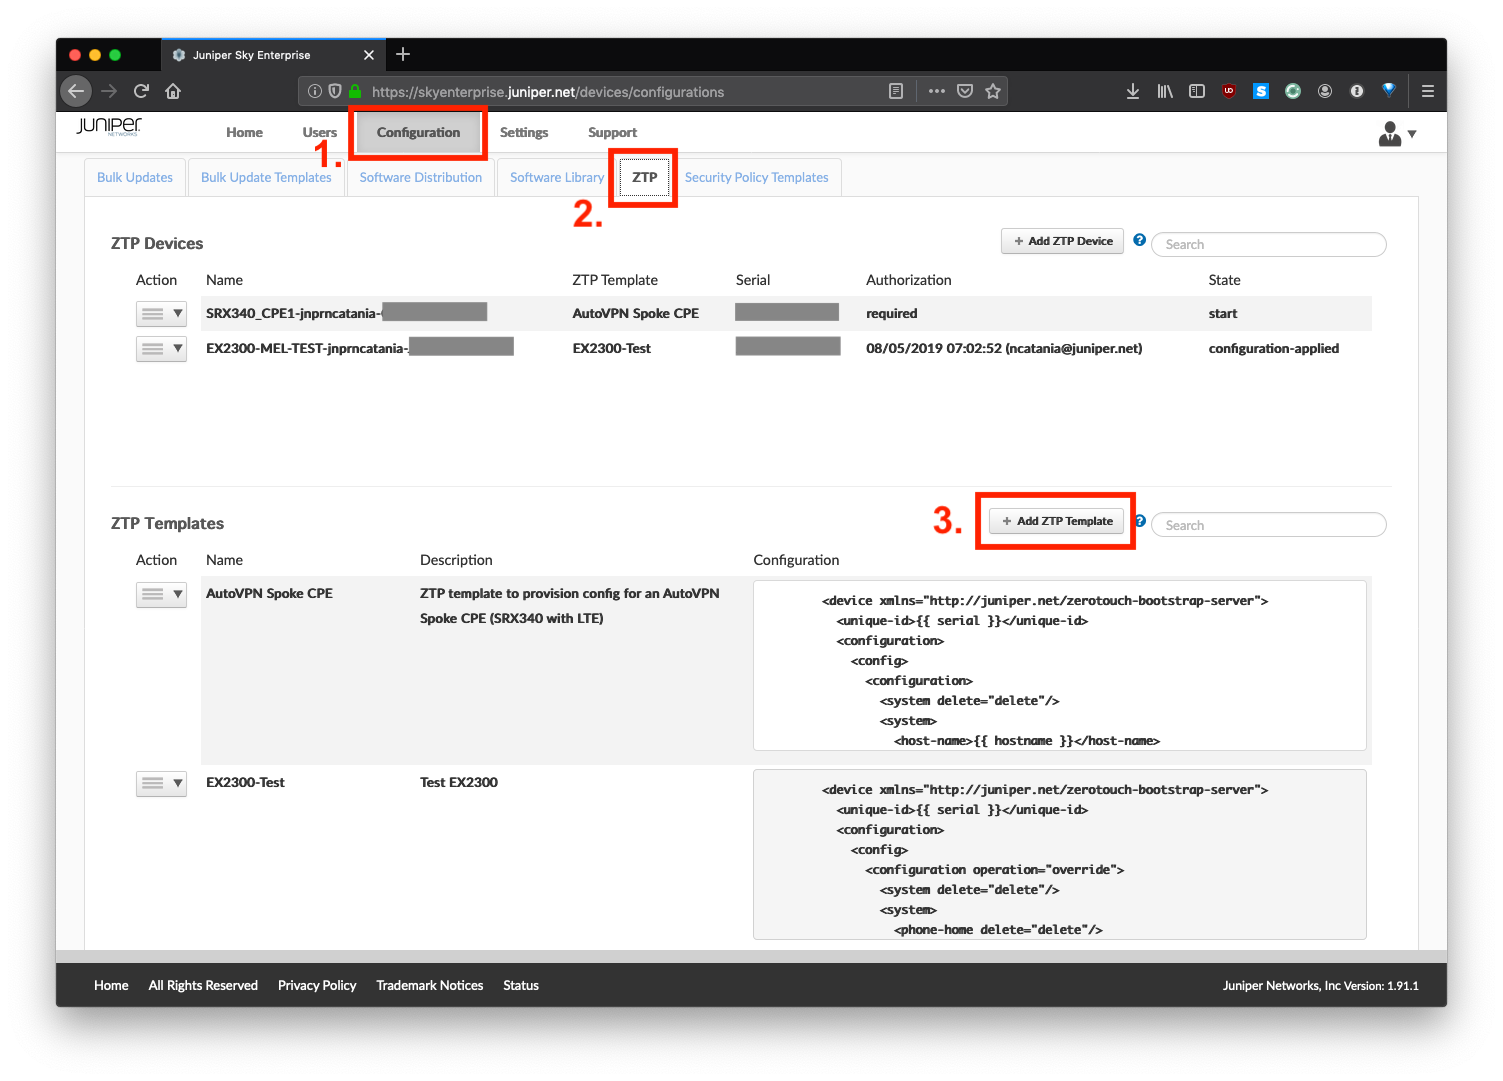 Juniper Sky Enterprise
https://skyenterprise.juniper.net/devices/configurations
JUNIPER NETWORKS
Home Users Configuration Settings Support
1.
Bulk Updates Bulk Update Templates Software Distribution Software Library ZTP Security Policy Templates
2.
ZTP Devices + Add ZTP Device ? Search
Action Name ZTP Template Serial Authorization State
SRX340_CPE1-jnprncatania- AutoVPN Spoke CPE required start
EX2300-MEL-TEST-jnprncatania- EX2300-Test 08/05/2019 07:02:52 (ncatania@juniper.net) configuration-applied
ZTP Templates 3. + Add ZTP Template ? Search
Action Name Description Configuration
AutoVPN Spoke CPE ZTP template to provision config for an AutoVPN
Spoke CPE (SRX340 with LTE)
<device xmlns="http://juniper.net/zerotouch-bootstrap-server">
<unique-id>{{ serial }}</unique-id>
<configuration>
<config>
<configuration>
<system delete="delete"/>
<system>
<host-name>{{ hostname }}</host-name>
EX2300-Test Test EX2300
<device xmlns="http://juniper.net/zerotouch-bootstrap-server">
<unique-id>{{ serial }}</unique-id>
<configuration>
<config>
<configuration operation="override">
<system delete="delete"/>
<system>
<phone-home delete="delete"/>
Home All Rights Reserved Privacy Policy Trademark Notices Status Juniper Networks, Inc Version: 1.91.1